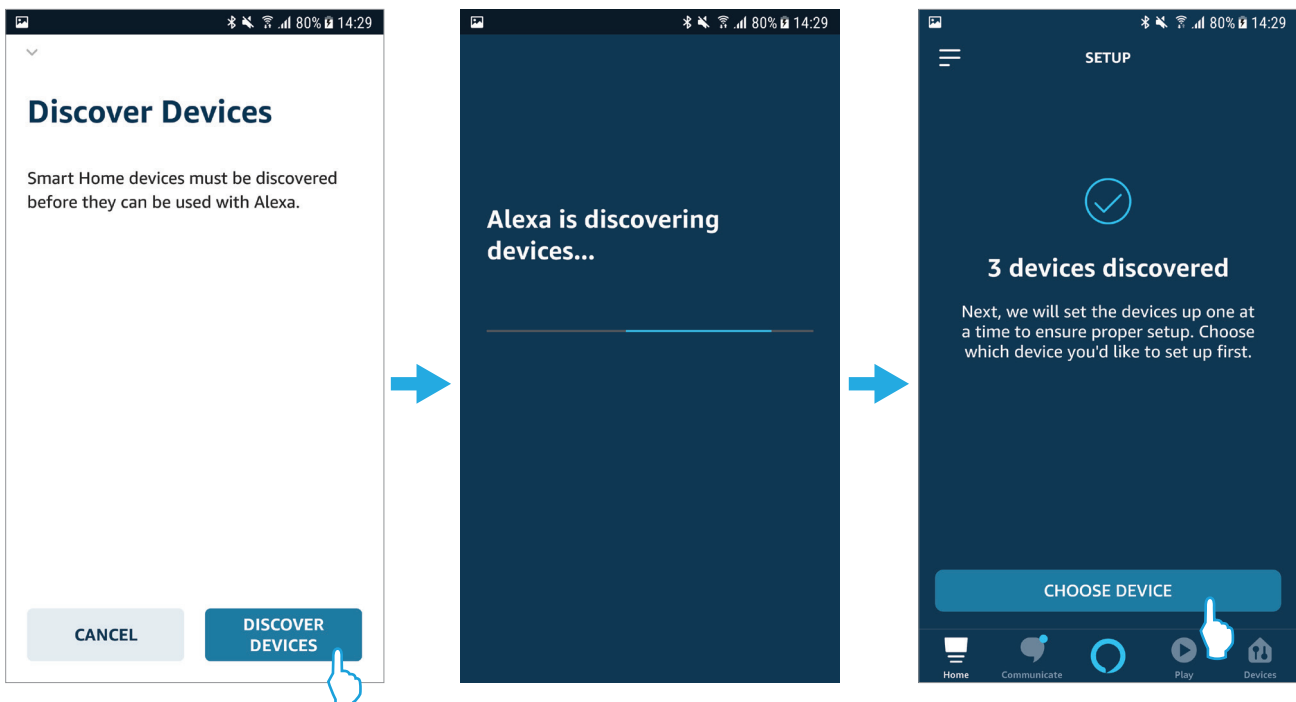 80% 14:29
Discover Devices
Smart Home devices must be discovered
before they can be used with Alexa.
CANCEL
DISCOVER
DEVICES
80% 14:29
Alexa is discovering
devices...
80% 14:29
SETUP
3 devices discovered
Next, we will set the devices up one at
a time to ensure proper setup. Choose
which device you'd like to set up first.
CHOOSE DEVICE
Home Communicate Play Devices